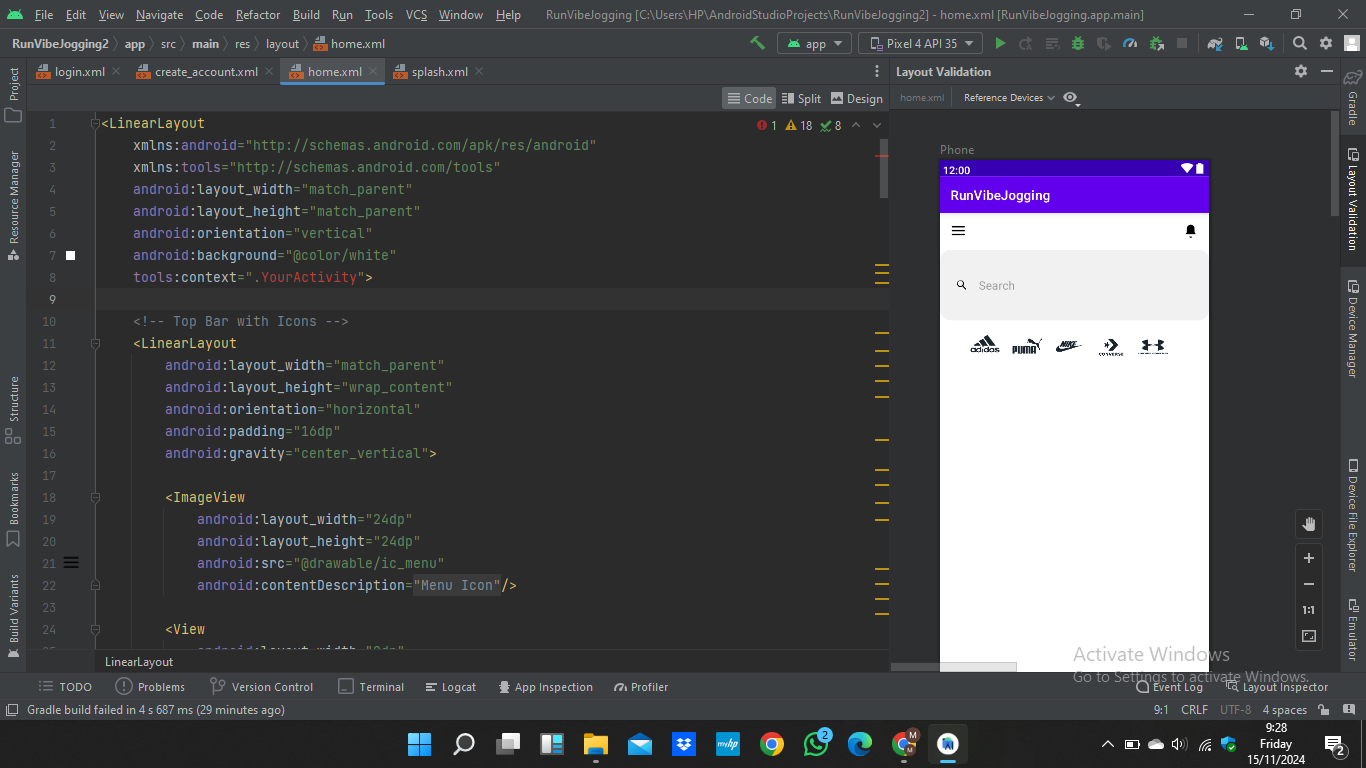 File Edit View Navigate Code Refactor Build Run Tools VCS Window Help RunVibeJogging [C:\Users\HP\AndroidStudioProjects\RunVibeJogging2] - home.xml [RunVibeJogging.app.main]
RunVibeJogging2 app src main res layout home.xml app Pixel 4 API 35
login.xml create_account.xml home.xml splash.xml
Code Split Design
1 <LinearLayout
2 xmlns:android="http://schemas.android.com/apk/res/android"
3 xmlns:tools="http://schemas.android.com/tools"
4 android:layout_width="match_parent"
5 android:layout_height="match_parent"
6 android:orientation="vertical"
7 android:background="@color/white"
8 tools:context=".YourActivity">
9
10 <!-- Top Bar with Icons -->
11 <LinearLayout
12 android:layout_width="match_parent"
13 android:layout_height="wrap_content"
14 android:orientation="horizontal"
15 android:padding="16dp"
16 android:gravity="center_vertical">
17
18 <ImageView
19 android:layout_width="24dp"
20 android:layout_height="24dp"
21 android:src="@drawable/ic_menu"
22 android:contentDescription="Menu Icon"/>
23
24 <View
1 18 8
LinearLayout
Project
Resource Manager
Structure
Bookmarks
Build Variants
Layout Validation
home.xml Reference Devices
Phone
12:00
RunVibeJogging
Search
adidas PUMA NIKE CONVERSE
1:1
Gradle
Layout Validation
Device Manager
Device File Explorer
Emulator
Activate Windows
Go to Settings to activate Windows.
TODO Problems Version Control Terminal Logcat App Inspection Profiler Event Log Layout Inspector
Gradle build failed in 4 s 687 ms (29 minutes ago) 9:1 CRLF UTF-8 4 spaces
myhp 2 M
9:28
Friday
15/11/2024
2